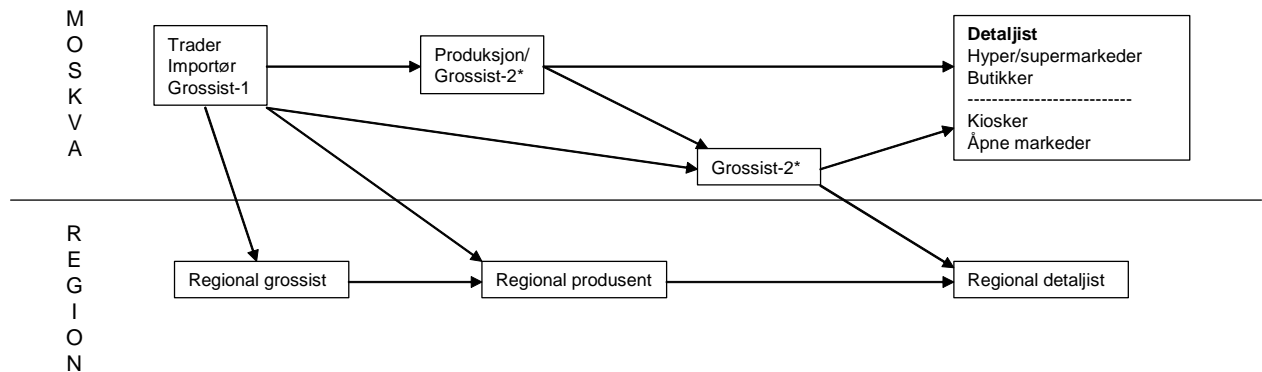 M
O
S
K
V
A
Trader
Importør
Grossist-1
Produksjon/
Grossist-2*
Detaljist
Hyper/supermarkeder
Butikker
---------------------------
Kiosker
Åpne markeder
Grossist-2*
R
E
G
I
O
N
Regional grossist
Regional produsent
Regional detaljist